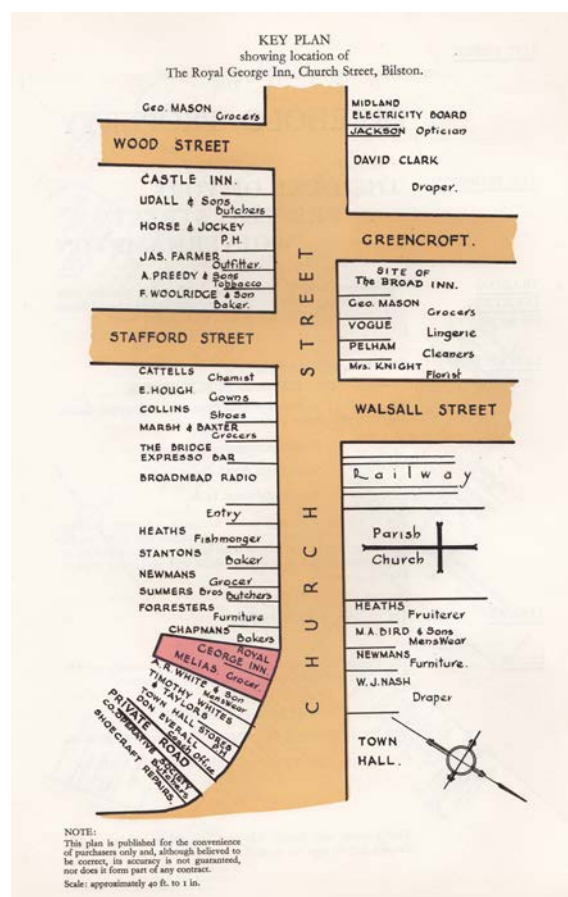 KEY PLAN
showing location of
The Royal George Inn, Church Street, Bilston.
Geo. MASON
Grocers
WOOD STREET
CASTLE INN.
UDALL & Sons
Butchers
HORSE & JOCKEY
P.H.
JAS. FARMER
Outfitter.
A. PREEDY & Sons
Tobbacco
F. WOOLRIDGE & Son
Baker.
STAFFORD STREET
CATTELLS
Chemist
E. HOUGH
Gowns
COLLINS
Shoes
MARSH & BAXTER
Grocers
THE BRIDGE
EXPRESSO BAR
BROADMEAD RADIO
Entry
HEATHS
Fishmonger
STANTONS
Baker
NEWMANS
Grocer
SUMMERS Bros
Butchers
FORRESTERS
Furniture
CHAPMANS
Bakers
ROYAL
GEORGE INN.
MELIAS. Grocer.
A. R. WHITE & Son
MensWear
TIMOTHY WHITES
& TAYLORS
TOWN HALL STORES
P.H.
DON EVERALL
Coach Office
PRIVATE ROAD
CO-OPERATIVE SOCIETY
Butchers
SHOECRAFT REPAIRS.
CHURCH STREET
MIDLAND
ELECTRICITY BOARD
JACKSON Optician
DAVID CLARK
Draper.
GREENCROFT.
SITE OF
The BROAD INN.
Geo. MASON
Grocers
VOGUE
Lingerie
PELHAM
Cleaners
Mrs. KNIGHT
Florist
WALSALL STREET
Railway
Parish
Church
HEATHS
Fruiterer
M.A. BIRD & Sons
MensWear
NEWMANS
Furniture.
W. J. NASH
Draper
TOWN
HALL.
NOTE:
This plan is published for the convenience
of purchasers only and, although believed to
be correct, its accuracy is not guaranteed,
nor does it form part of any contract.
Scale: approximately 40 ft. to 1 in.